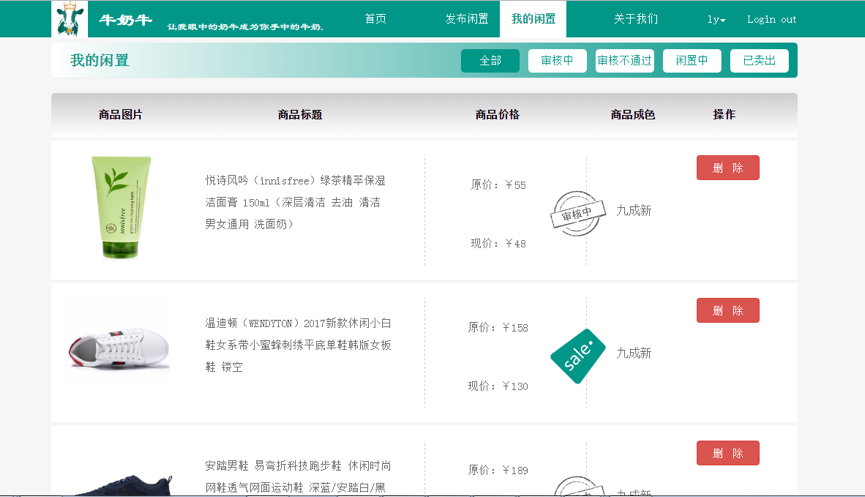 牛奶牛 让我眼中的奶牛成为你手中的牛奶. 首页 发布闲置 我的闲置 关于我们 ly Login out
我的闲置 全部 审核中 审核不通过 闲置中 已卖出
商品图片 商品标题 商品价格 商品成色 操作
悦诗风吟（innisfree）绿茶精萃保湿
洁面膏 150ml（深层清洁 去油 清洁
男女通用 洗面奶）
原价：￥55
现价：￥48
审核中
九成新
删 除
温迪顿（WENDYTON）2017新款休闲小白
鞋女系带小蜜蜂刺绣平底单鞋韩版女板
鞋 镂空
原价：￥158
现价：￥130
sale
九成新
删 除
安踏男鞋 易弯折科技跑步鞋 休闲时尚
网鞋透气网面运动鞋 深蓝/安踏白/黑
原价：￥189
九成新
删 除